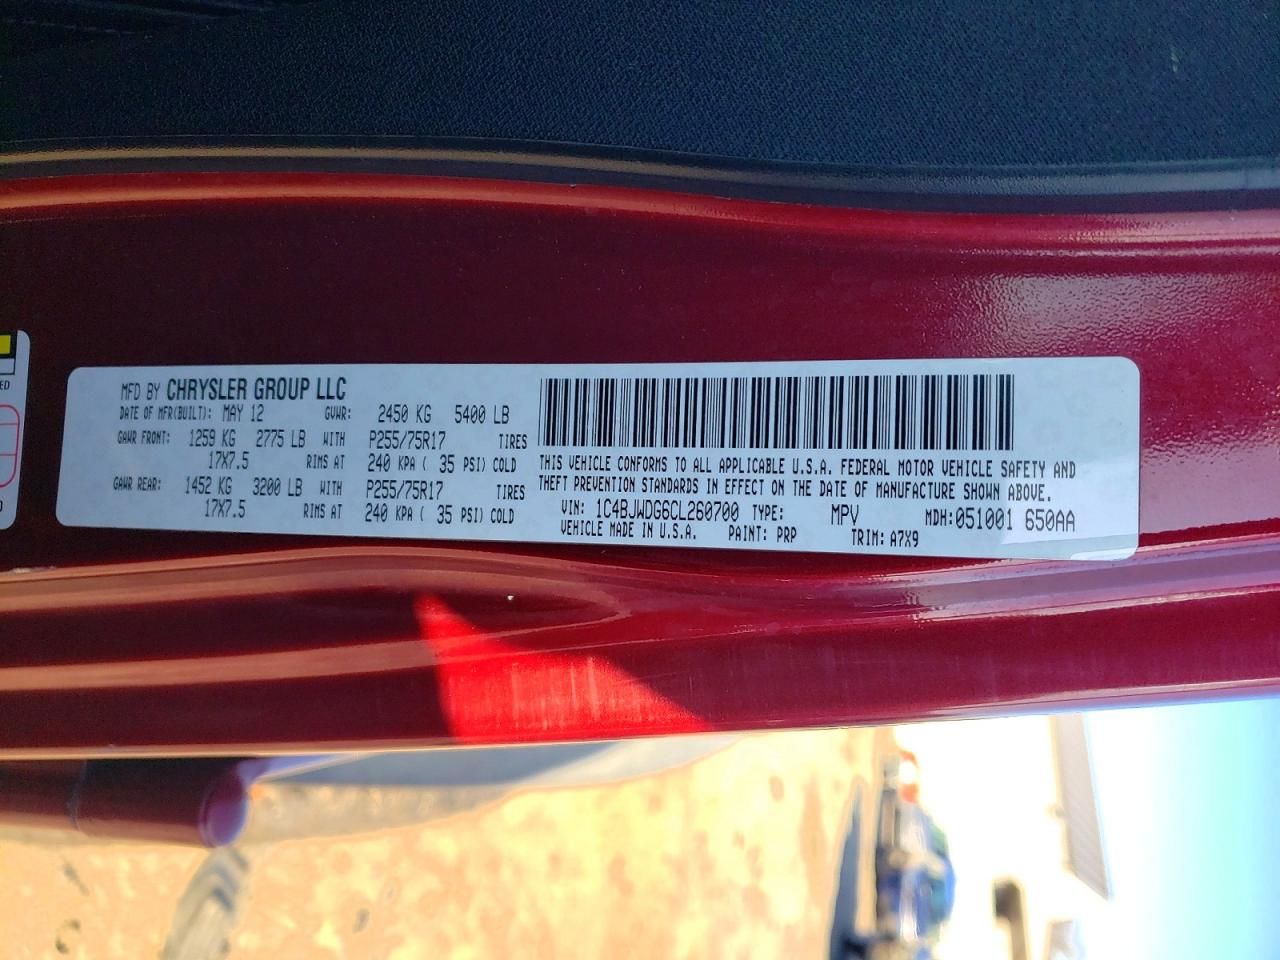 MFD BY CHRYSLER GROUP LLC
DATE OF MFR(BUILT): MAY 12 GVWR: 2450 KG 5400 LB
GAWR FRONT: 1259 KG 2775 LB WITH P255/75R17 TIRES
17X7.5 RIMS AT 240 KPA ( 35 PSI) COLD
GAWR REAR: 1452 KG 3200 LB WITH P255/75R17 TIRES
17X7.5 RIMS AT 240 KPA ( 35 PSI) COLD
THIS VEHICLE CONFORMS TO ALL APPLICABLE U.S.A. FEDERAL MOTOR VEHICLE SAFETY AND
THEFT PREVENTION STANDARDS IN EFFECT ON THE DATE OF MANUFACTURE SHOWN ABOVE.
VIN: 1C4BJWDG6CL260700 TYPE: MPV MDH:051001 650AA
VEHICLE MADE IN U.S.A. PAINT: PRP TRIM: A7X9